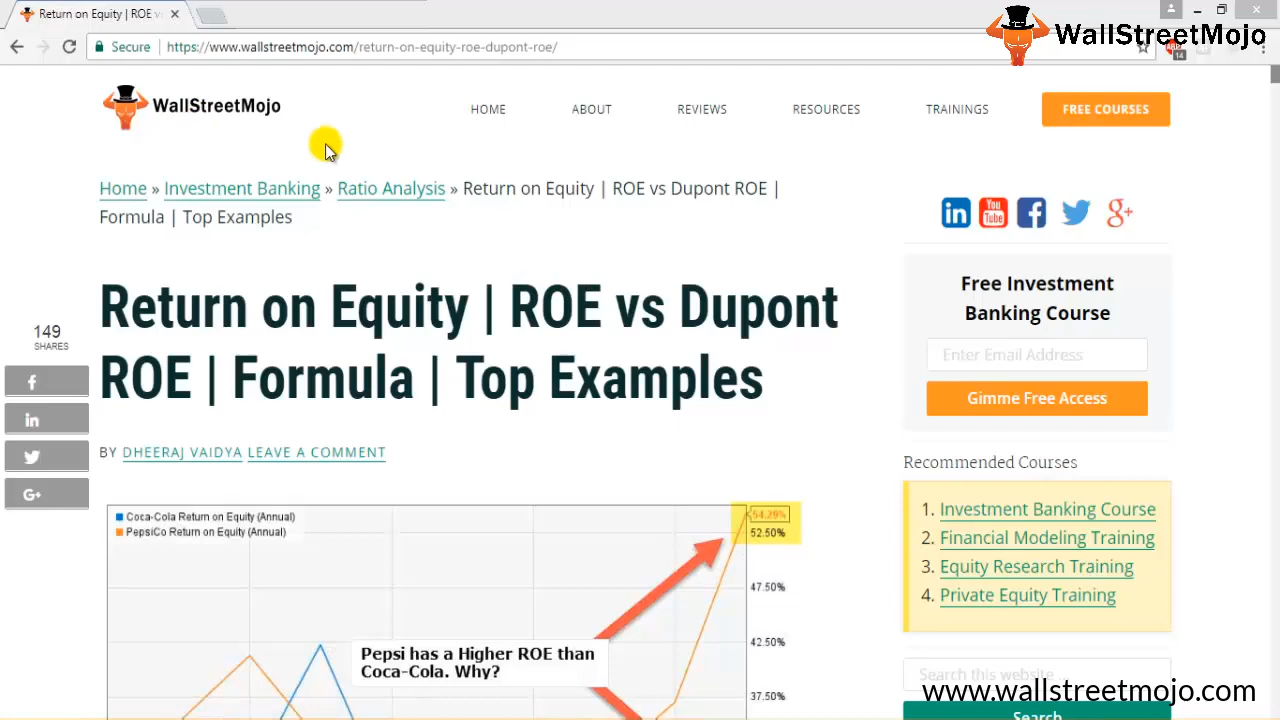 Return on Equity | ROE v
WallStreetMojo
Secure
https://www.wallstreetmojo.com/return-on-equity-roe-dupont-roe/
14
WallStreetMojo
HOME
ABOUT
REVIEWS
RESOURCES
TRAININGS
FREE COURSES
Home » Investment Banking » Ratio Analysis » Return on Equity | ROE vs Dupont ROE |
Formula | Top Examples
in
You
Tube
f
g+
Return on Equity | ROE vs Dupont
ROE | Formula | Top Examples
149
SHARES
f
in
G+
BY DHEERAJ VAIDYA LEAVE A COMMENT
Coca-Cola Return on Equity (Annual)
PepsiCo Return on Equity (Annual)
54.29%
52.50%
47.50%
42.50%
37.50%
Pepsi has a Higher ROE than
Coca-Cola. Why?
Free Investment
Banking Course
Enter Email Address
Gimme Free Access
Recommended Courses
1. Investment Banking Course
2. Financial Modeling Training
3. Equity Research Training
4. Private Equity Training
Search this website ...
www.wallstreetmojo.com
Search